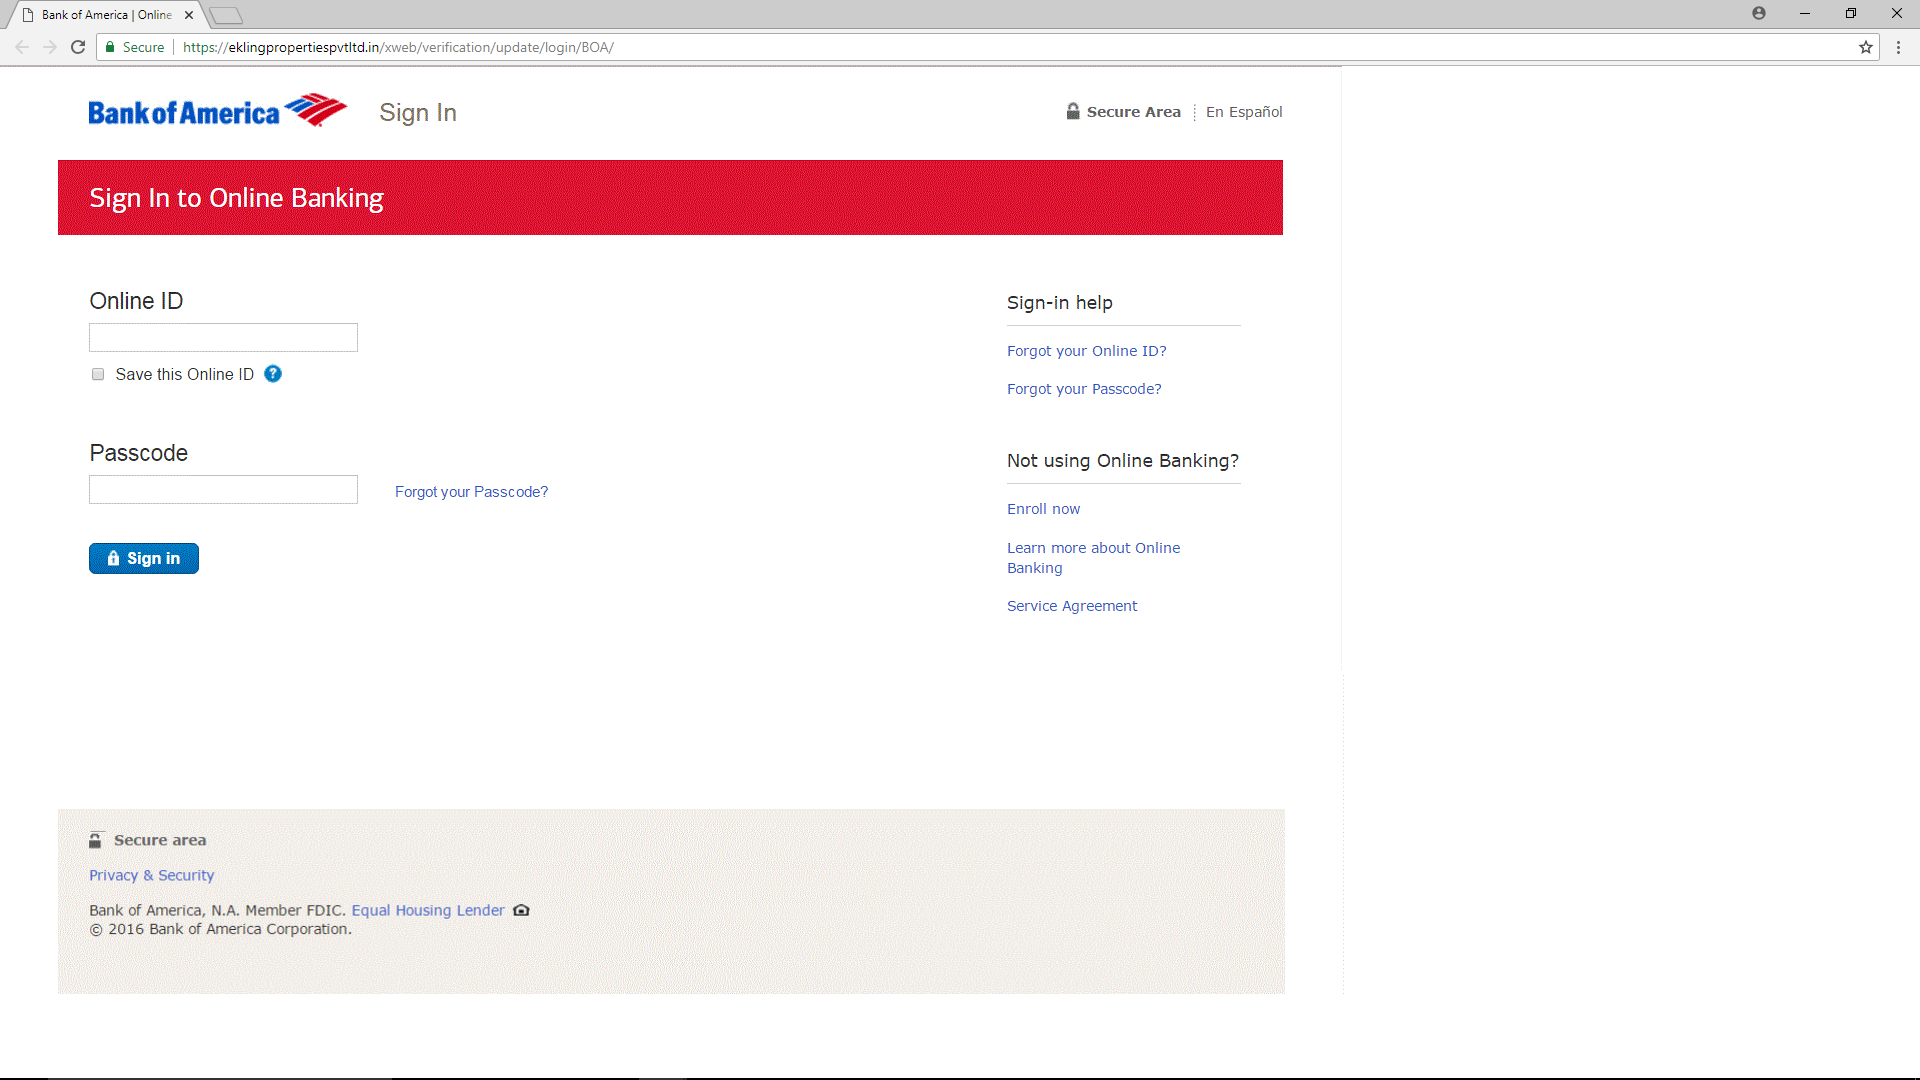 Bank of America | Online
Secure
https://eklingpropertiespvtltd.in/xweb/verification/update/login/BOA/
Bank of America
Sign In
Secure Area
En Español
Sign In to Online Banking
Online ID
Save this Online ID ?
Passcode
Forgot your Passcode?
Sign in
Sign-in help
Forgot your Online ID?
Forgot your Passcode?
Not using Online Banking?
Enroll now
Learn more about Online
Banking
Service Agreement
Secure area
Privacy & Security
Bank of America, N.A. Member FDIC. Equal Housing Lender
© 2016 Bank of America Corporation.